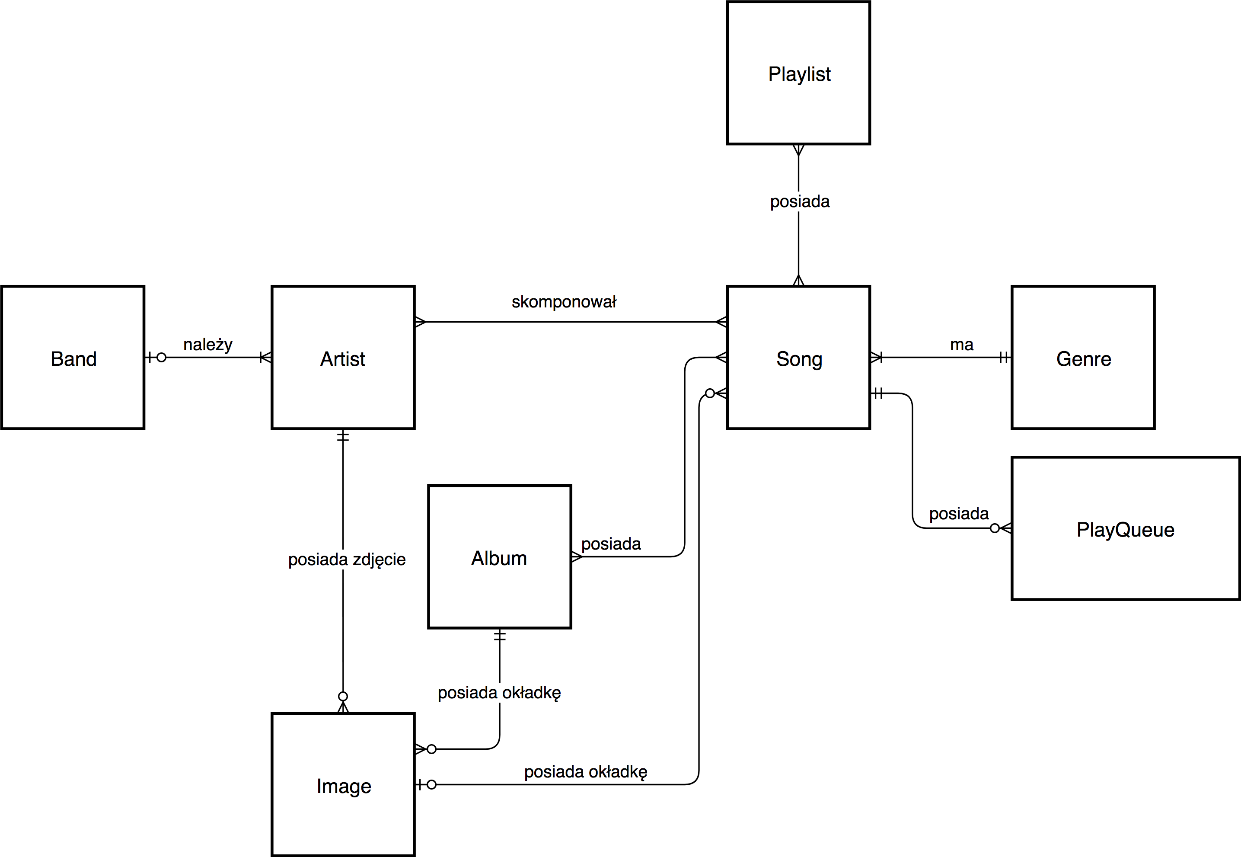 Playlist
posiada
skomponował
Band
należy
Artist
Song
ma
Genre
posiada
PlayQueue
posiada
posiada zdjęcie
Album
posiada okładkę
posiada okładkę
Image